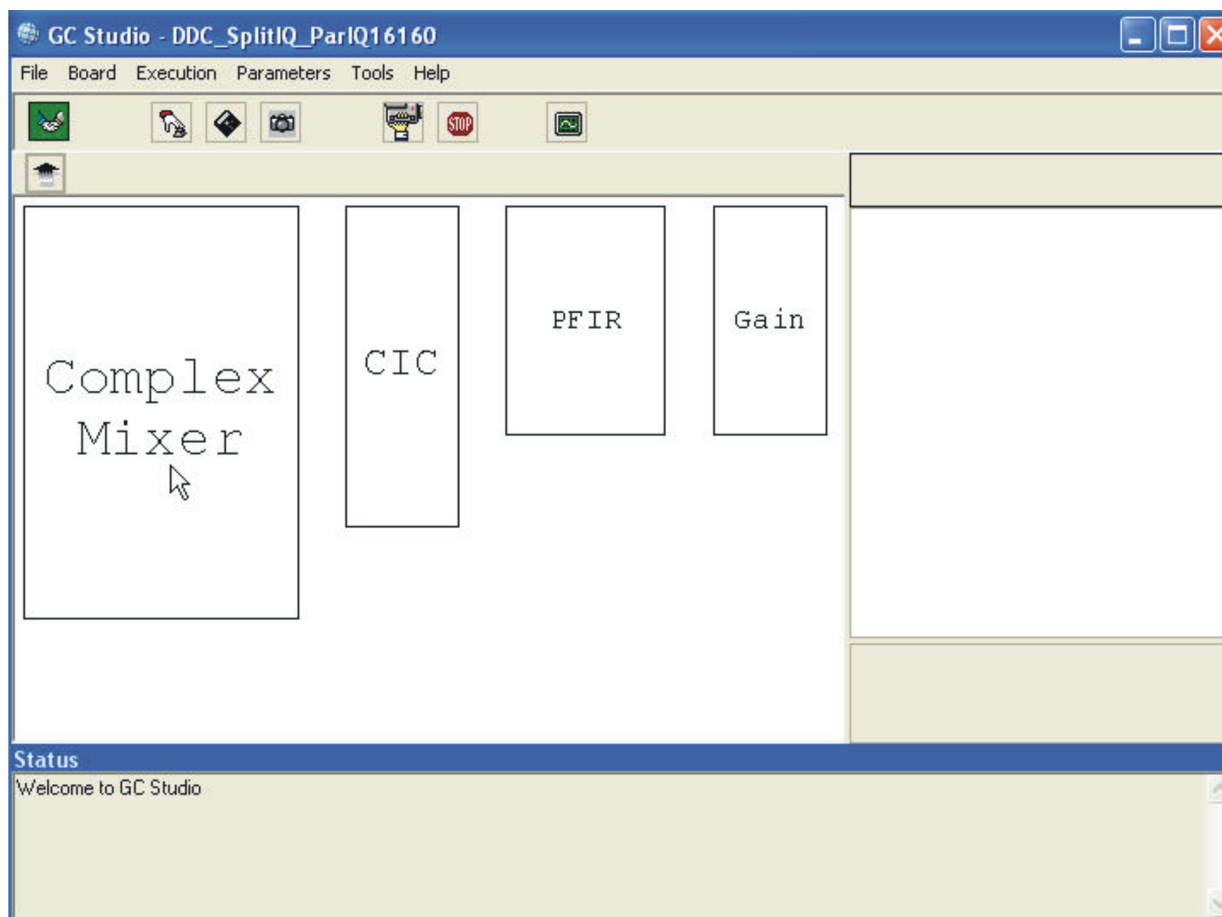 GC Studio - DDC_SplitIQ_ParIQ16160
File Board Execution Parameters Tools Help
STOP
Complex
Mixer
CIC
PFIR
Gain
Status
Welcome to GC Studio